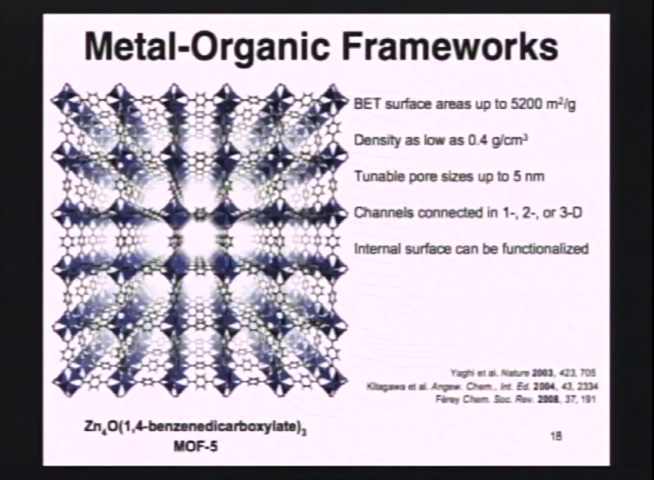 Metal-Organic Frameworks
BET surface areas up to 5200 m²/g
Density as low as 0.4 g/cm³
Tunable pore sizes up to 5 nm
Channels connected in 1-, 2-, or 3-D
Internal surface can be functionalized
Yaghi et al. Nature 2003, 423, 705
Kitagawa et al. Angew. Chem., Int. Ed. 2004, 43, 2334
Férey Chem. Soc. Rev. 2008, 37, 191
Zn₄O(1,4-benzenedicarboxylate)₃
MOF-5
18